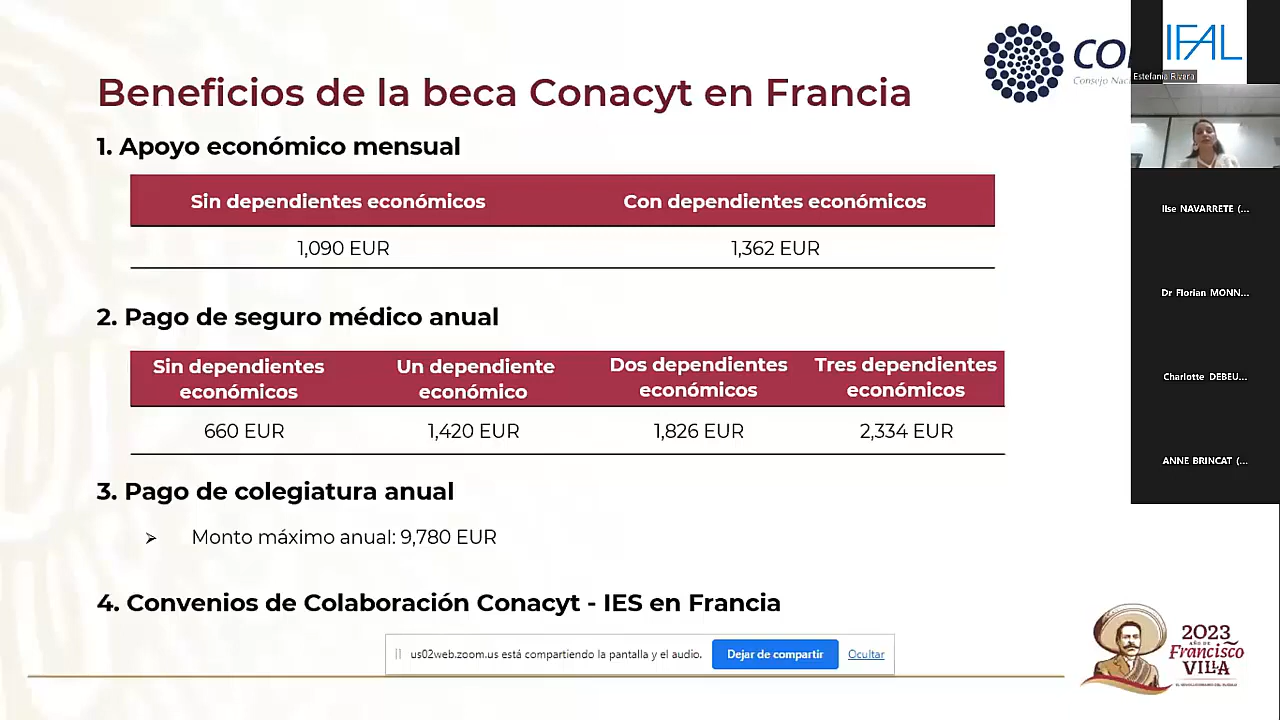 Beneficios de la beca Conacyt en Francia
1. Apoyo económico mensual
Sin dependientes económicos
Con dependientes económicos
1,090 EUR
1,362 EUR
2. Pago de seguro médico anual
Sin dependientes
económicos
Un dependiente
económico
Dos dependientes
económicos
Tres dependientes
económicos
660 EUR
1,420 EUR
1,826 EUR
2,334 EUR
3. Pago de colegiatura anual
Monto máximo anual: 9,780 EUR
4. Convenios de Colaboración Conacyt - IES en Francia
us02web.zoom.us está compartiendo la pantalla y el audio.
Dejar de compartir
Ocultar
Consejo
IFAL
Estefania Rivera
Ilse NAVARRETE (...
Dr Florian MONN...
Charlotte DEBEU...
ANNE BRINCAT (...
2023
AÑO DE
Francisco
VILLA